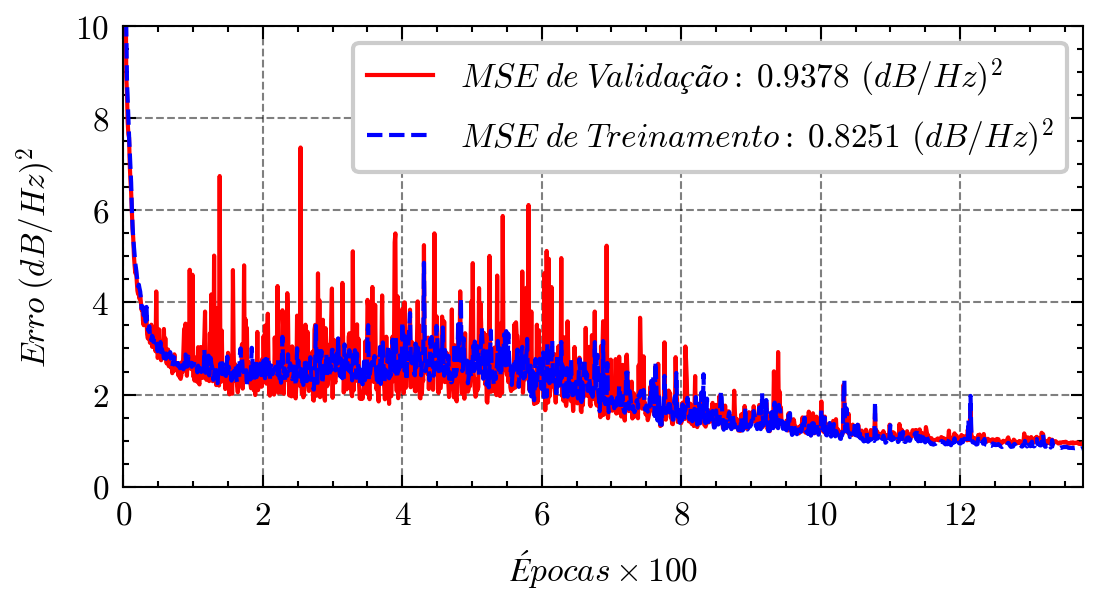 10
8
6
4
2
0
Erro (dB/Hz)²
MSE de Validação : 0.9378 (dB/Hz)²
MSE de Treinamento : 0.8251 (dB/Hz)²
0 2 4 6 8 10 12
Épocas × 100